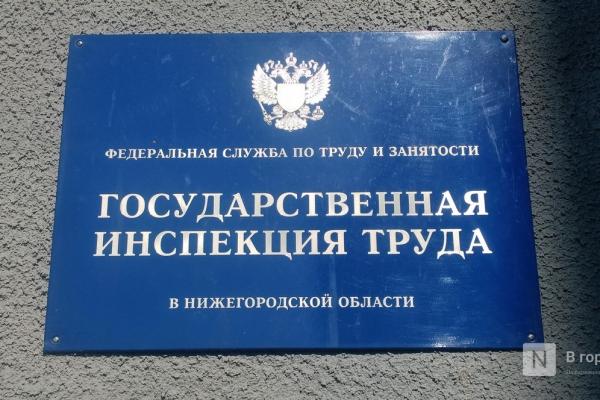 ФЕДЕРАЛЬНАЯ СЛУЖБА ПО ТРУДУ И ЗАНЯТОСТИ
ГОСУДАРСТВЕННАЯ
ИНСПЕКЦИЯ ТРУДА
В НИЖЕГОРОДСКОЙ ОБЛАСТИ
N В гор